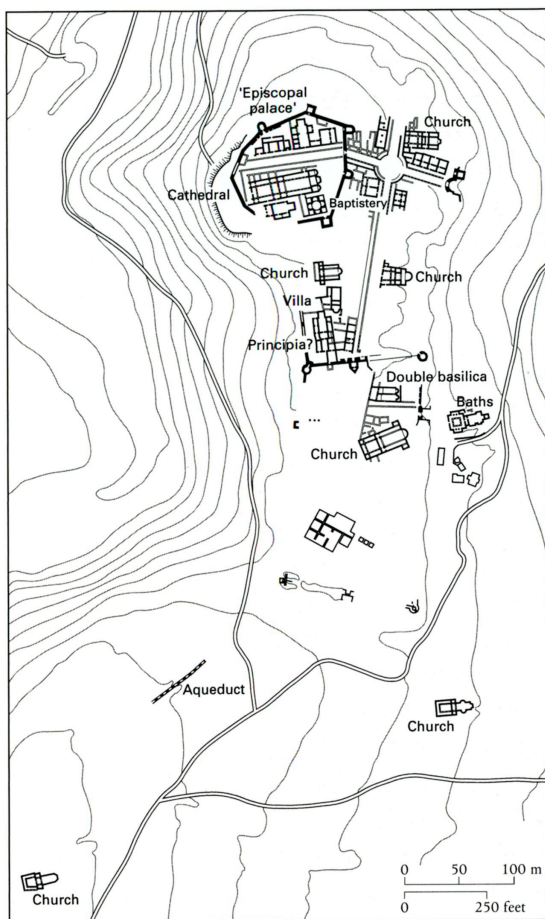 'Episcopal
palace'
Church
Cathedral
Baptistery
Church
Church
Villa
Principia?
Double basilica
Baths
Church
Aqueduct
Church
Church
0 50 100 m
0 250 feet